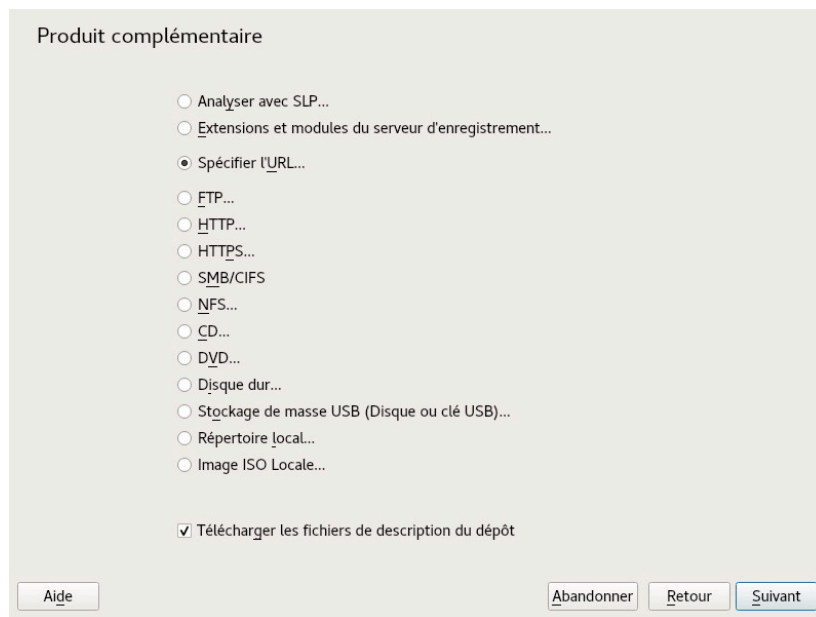 Produit complémentaire
Analyser avec SLP...
Extensions et modules du serveur d'enregistrement...
Spécifier l'URL...
FTP...
HTTP...
HTTPS...
SMB/CIFS
NFS...
CD...
DVD...
Disque dur...
Stockage de masse USB (Disque ou clé USB)...
Répertoire local...
Image ISO Locale...
Télécharger les fichiers de description du dépôt
Aide Abandonner Retour Suivant